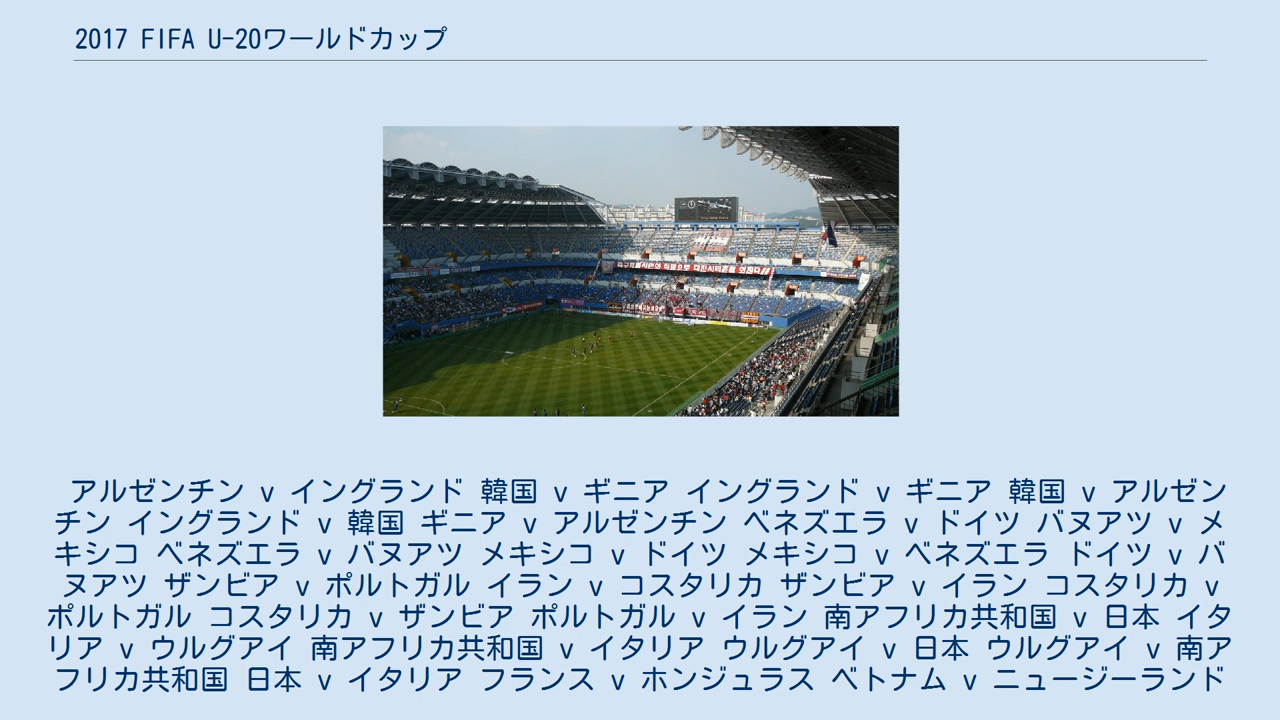 2017 FIFA U-20ワールドカップ
アルゼンチン v イングランド 韓国 v ギニア イングランド v ギニア 韓国 v アルゼン
チン イングランド v 韓国 ギニア v アルゼンチン ベネズエラ v ドイツ バヌアツ v メ
キシコ ベネズエラ v バヌアツ メキシコ v ドイツ メキシコ v ベネズエラ ドイツ v バ
ヌアツ ザンビア v ポルトガル イラン v コスタリカ ザンビア v イラン コスタリカ v
ポルトガル コスタリカ v ザンビア ポルトガル v イラン 南アフリカ共和国 v 日本 イタ
リア v ウルグアイ 南アフリカ共和国 v イタリア ウルグアイ v 日本 ウルグアイ v 南ア
フリカ共和国 日本 v イタリア フランス v ホンジュラス ベトナム v ニュージーランド